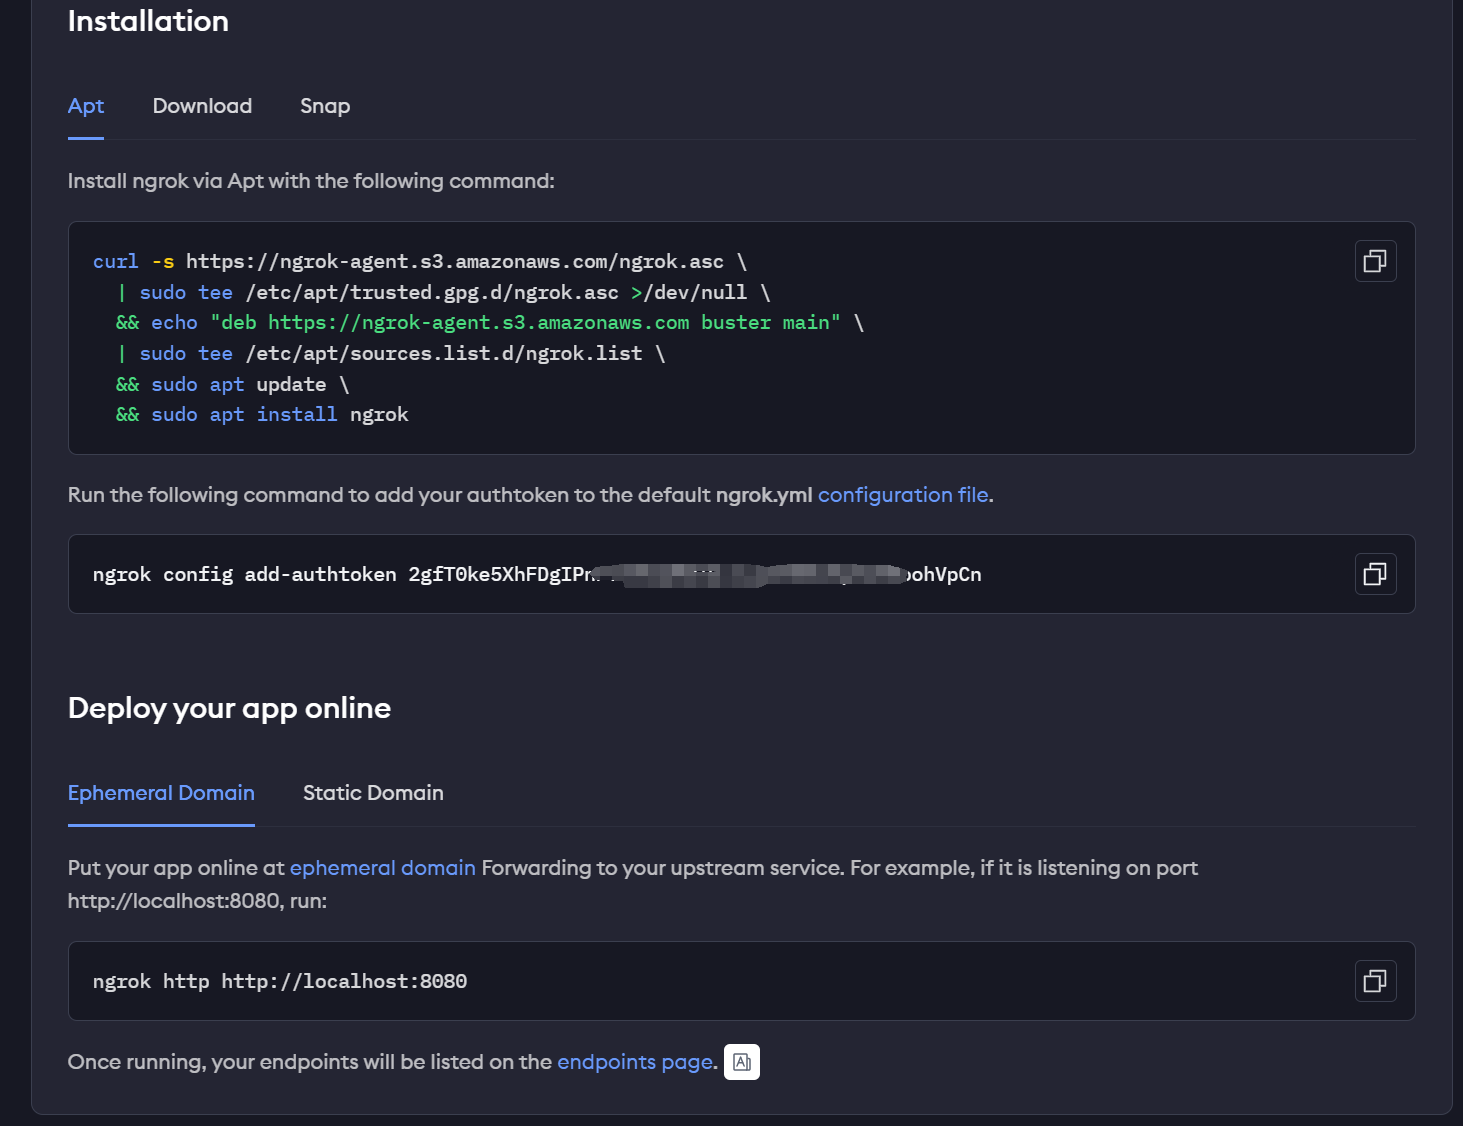 Installation
Apt Download Snap
Install ngrok via Apt with the following command:
curl -s https://ngrok-agent.s3.amazonaws.com/ngrok.asc \
| sudo tee /etc/apt/trusted.gpg.d/ngrok.asc >/dev/null \
&& echo "deb https://ngrok-agent.s3.amazonaws.com buster main" \
| sudo tee /etc/apt/sources.list.d/ngrok.list \
&& sudo apt update \
&& sudo apt install ngrok
Run the following command to add your authtoken to the default ngrok.yml configuration file.
ngrok config add-authtoken
Deploy your app online
Ephemeral Domain Static Domain
Put your app online at ephemeral domain Forwarding to your upstream service. For example, if it is listening on port
http://localhost:8080, run:
ngrok http http://localhost:8080
Once running, your endpoints will be listed on the endpoints page. A